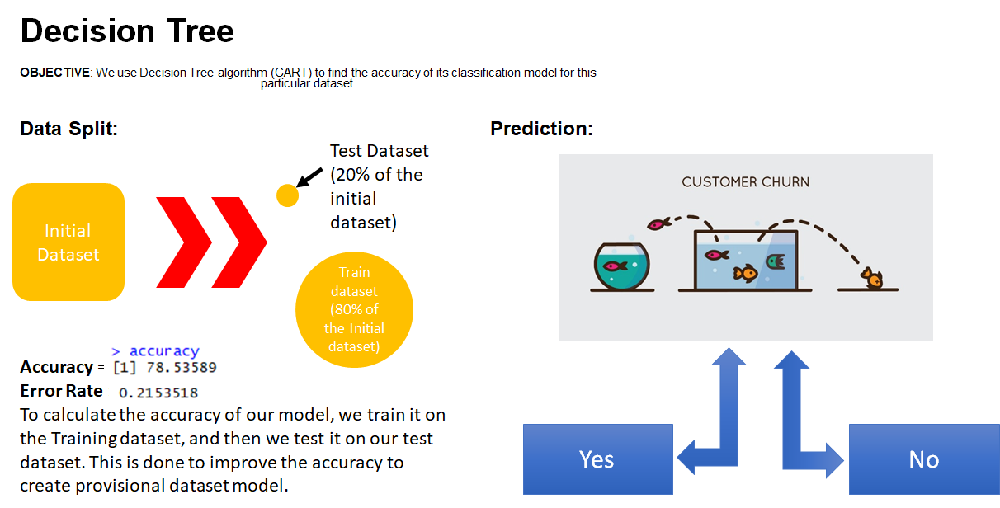 Decision Tree
OBJECTIVE: We use Decision Tree algorithm (CART) to find the accuracy of its classification model for this
particular dataset.
Data Split:
Initial
Dataset
Test Dataset
(20% of the
initial
dataset)
Train
dataset
(80% of
the Initial
dataset)
> accuracy
Accuracy = [1] 78.53589
Error Rate 0.2153518
To calculate the accuracy of our model, we train it on
the Training dataset, and then we test it on our test
dataset. This is done to improve the accuracy to
create provisional dataset model.
Prediction:
CUSTOMER CHURN
Yes
No